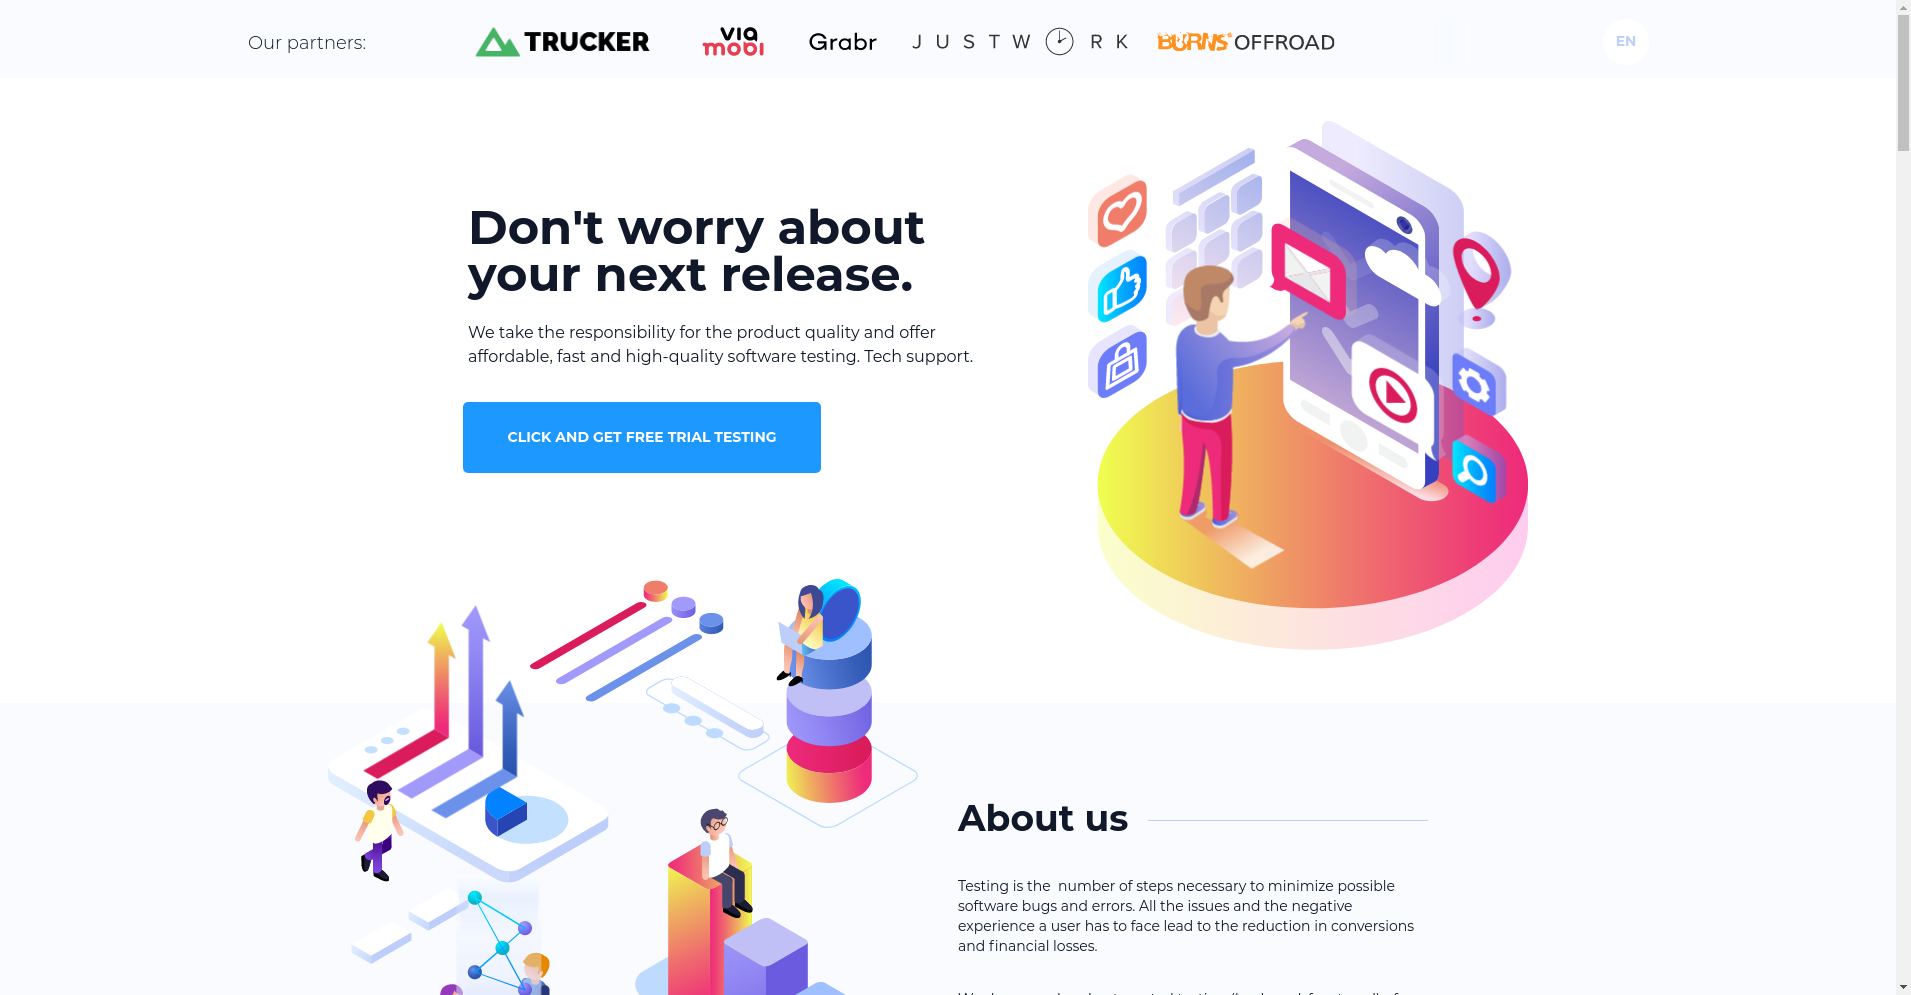 Our partners:
TRUCKER
via
mobi
Grabr
JUSTW RK
BURNS OFFROAD
EN
Don't worry about
your next release.
We take the responsibility for the product quality and offer
affordable, fast and high-quality software testing. Tech support.
CLICK AND GET FREE TRIAL TESTING
About us
Testing is the number of steps necessary to minimize possible
software bugs and errors. All the issues and the negative
experience a user has to face lead to the reduction in conversions
and financial losses.